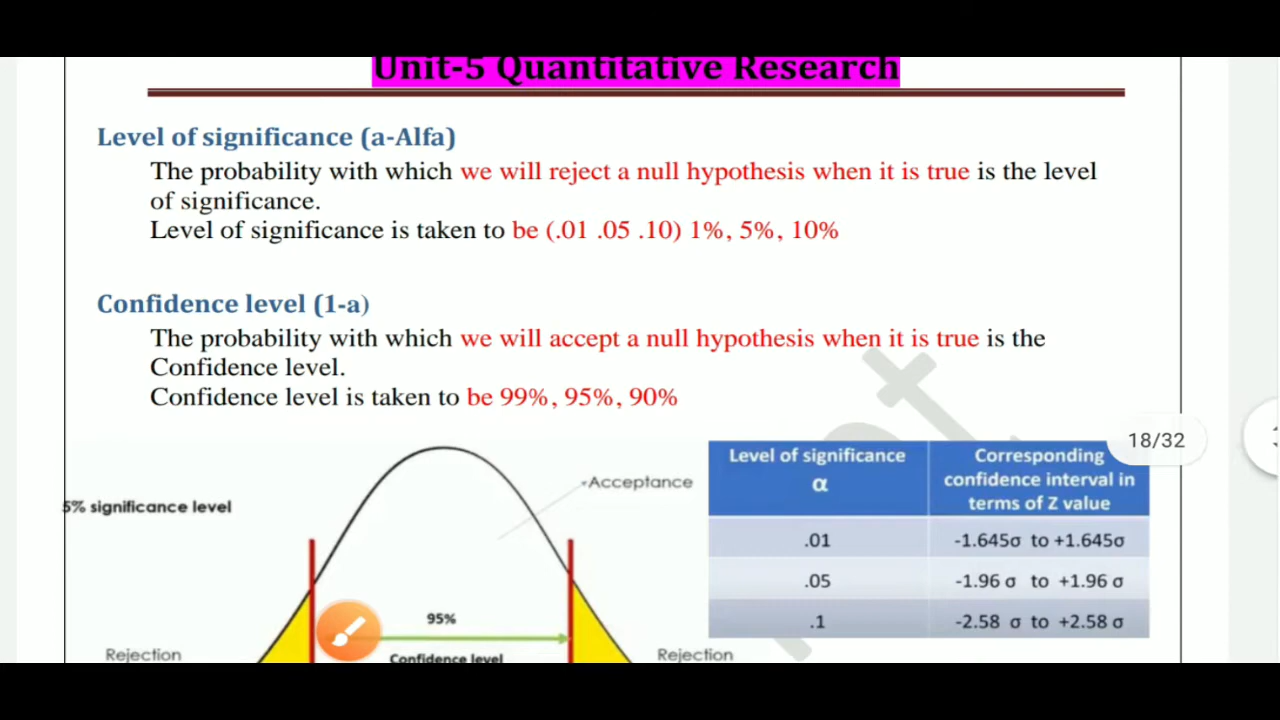 Unit-5 Quantitative Research
Level of significance (a-Alfa)
The probability with which we will reject a null hypothesis when it is true is the level
of significance.
Level of significance is taken to be (.01 .05 .10) 1%, 5%, 10%
Confidence level (1-a)
The probability with which we will accept a null hypothesis when it is true is the
Confidence level.
Confidence level is taken to be 99%, 95%, 90%
18/32
5% significance level
Acceptance
95%
Confidence level
Rejection
Rejection
Level of significance
α
Corresponding
confidence interval in
terms of Z value
.01 -1.645σ to +1.645σ
.05 -1.96 σ to +1.96 σ
.1 -2.58 σ to +2.58 σ